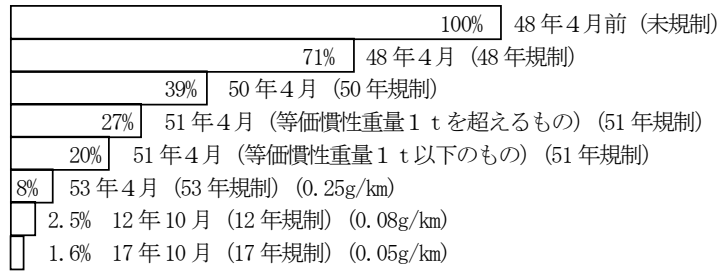 100% 48年4月前（未規制）
71% 48年4月（48年規制）
39% 50年4月（50年規制）
27% 51年4月（等価慣性重量1tを超えるもの）（51年規制）
20% 51年4月（等価慣性重量1t以下のもの）（51年規制）
8% 53年4月（53年規制）（0.25g/km）
2.5% 12年10月（12年規制）（0.08g/km）
1.6% 17年10月（17年規制）（0.05g/km）